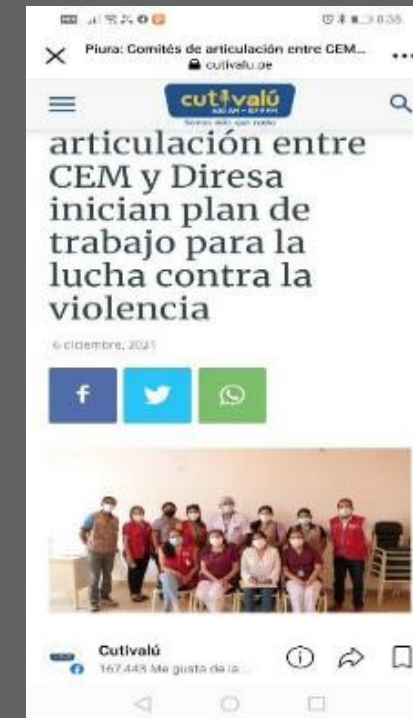 Piura: Comités de articulación entre CEM...
cutivalu.pe
cutivalú
articulación entre
CEM y Diresa
inician plan de
trabajo para la
lucha contra la
violencia
6 diciembre, 2021
f
Cutivalú
167.443 Me gusta de la ...